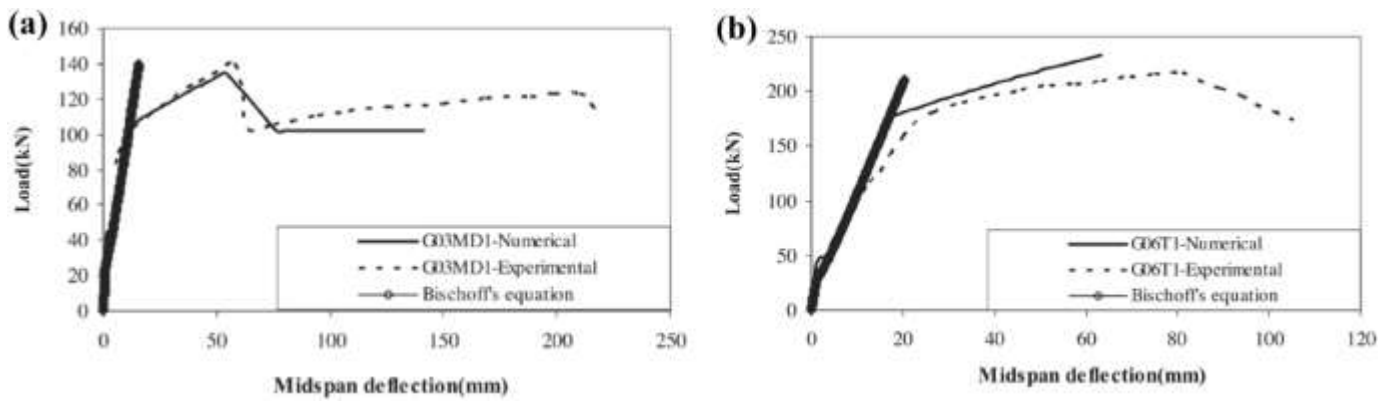 (a)
160
140
120
100
80
60
40
20
0
Load(kN)
G03MD1-Numerical
G03MD1-Experimental
Bischoff's equation
0 50 100 150 200 250
Midspan deflection(mm)
(b)
250
200
150
100
50
0
Load(kN)
G06T1-Numerical
G06T1-Experimental
Bischoff's equation
0 20 40 60 80 100 120
Midspan deflection(mm)